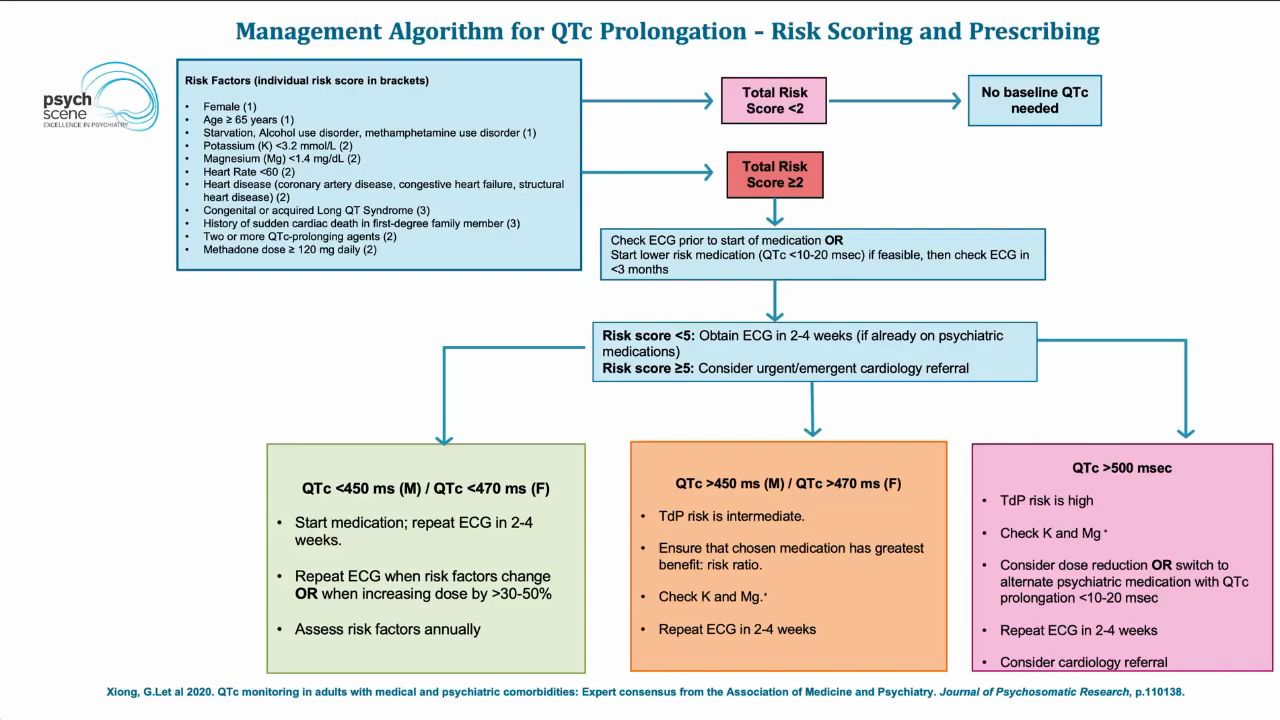 Management Algorithm for QTc Prolongation – Risk Scoring and Prescribing
psych
scene
EXCELLENCE IN PSYCHIATRY
Risk Factors (individual risk score in brackets)
• Female (1)
• Age ≥ 65 years (1)
• Starvation, Alcohol use disorder, methamphetamine use disorder (1)
• Potassium (K) <3.2 mmol/L (2)
• Magnesium (Mg) <1.4 mg/dL (2)
• Heart Rate <60 (2)
• Heart disease (coronary artery disease, congestive heart failure, structural
heart disease) (2)
• Congenital or acquired Long QT Syndrome (3)
• History of sudden cardiac death in first-degree family member (3)
• Two or more QTc-prolonging agents (2)
• Methadone dose ≥ 120 mg daily (2)
Total Risk
Score <2
No baseline QTc
needed
Total Risk
Score ≥2
Check ECG prior to start of medication OR
Start lower risk medication (QTc <10-20 msec) if feasible, then check ECG in
<3 months
Risk score <5: Obtain ECG in 2-4 weeks (if already on psychiatric
medications)
Risk score ≥5: Consider urgent/emergent cardiology referral
QTc <450 ms (M) / QTc <470 ms (F)
• Start medication; repeat ECG in 2-4
weeks.
• Repeat ECG when risk factors change
OR when increasing dose by >30-50%
• Assess risk factors annually
QTc >450 ms (M) / QTc >470 ms (F)
• TdP risk is intermediate.
• Ensure that chosen medication has greatest
benefit: risk ratio.
• Check K and Mg.*
• Repeat ECG in 2-4 weeks
QTc >500 msec
• TdP risk is high
• Check K and Mg *
• Consider dose reduction OR switch to
alternate psychiatric medication with QTc
prolongation <10-20 msec
• Repeat ECG in 2-4 weeks
• Consider cardiology referral
Xiong, G.Let al 2020. QTc monitoring in adults with medical and psychiatric comorbidities: Expert consensus from the Association of Medicine and Psychiatry. Journal of Psychosomatic Research, p.110138.